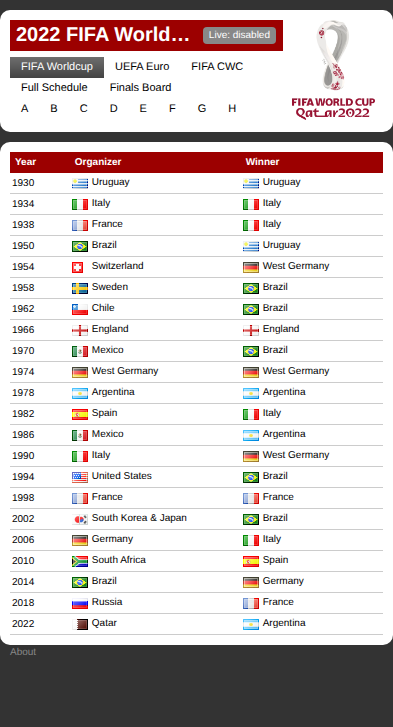 2022 FIFA World…
Live: disabled
FIFA Worldcup UEFA Euro FIFA CWC
Full Schedule Finals Board
A B C D E F G H
FIFA WORLD CUP
Qatar2022
Year Organizer Winner
1930 Uruguay Uruguay
1934 Italy Italy
1938 France Italy
1950 Brazil Uruguay
1954 Switzerland West Germany
1958 Sweden Brazil
1962 Chile Brazil
1966 England England
1970 Mexico Brazil
1974 West Germany West Germany
1978 Argentina Argentina
1982 Spain Italy
1986 Mexico Argentina
1990 Italy West Germany
1994 United States Brazil
1998 France France
2002 South Korea & Japan Brazil
2006 Germany Italy
2010 South Africa Spain
2014 Brazil Germany
2018 Russia France
2022 Qatar Argentina
About